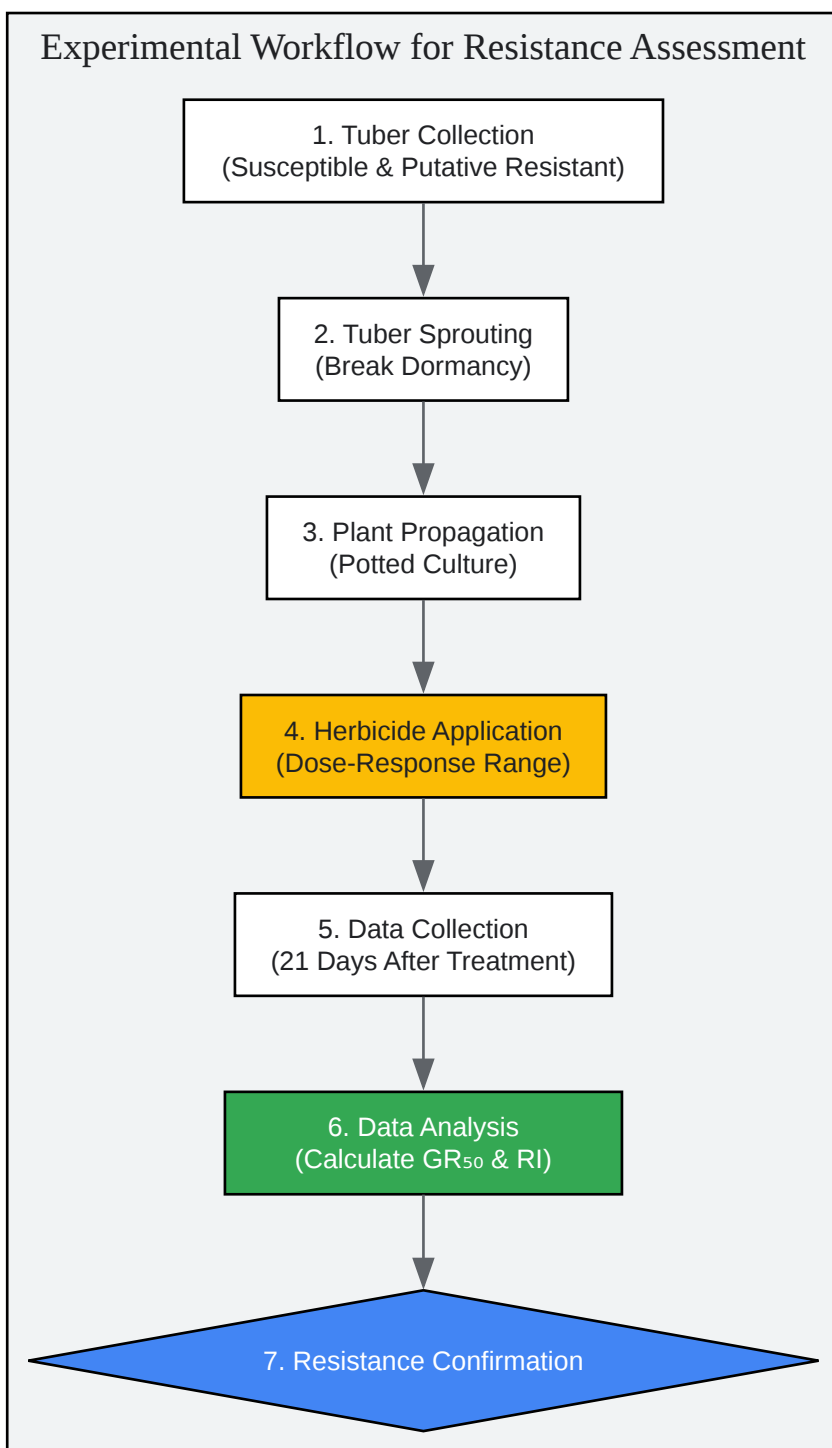 Experimental Workflow for Resistance Assessment
1. Tuber Collection
(Susceptible & Putative Resistant)
2. Tuber Sprouting
(Break Dormancy)
3. Plant Propagation
(Potted Culture)
4. Herbicide Application
(Dose-Response Range)
5. Data Collection
(21 Days After Treatment)
6. Data Analysis
(Calculate GR₅₀ & RI)
7. Resistance Confirmation